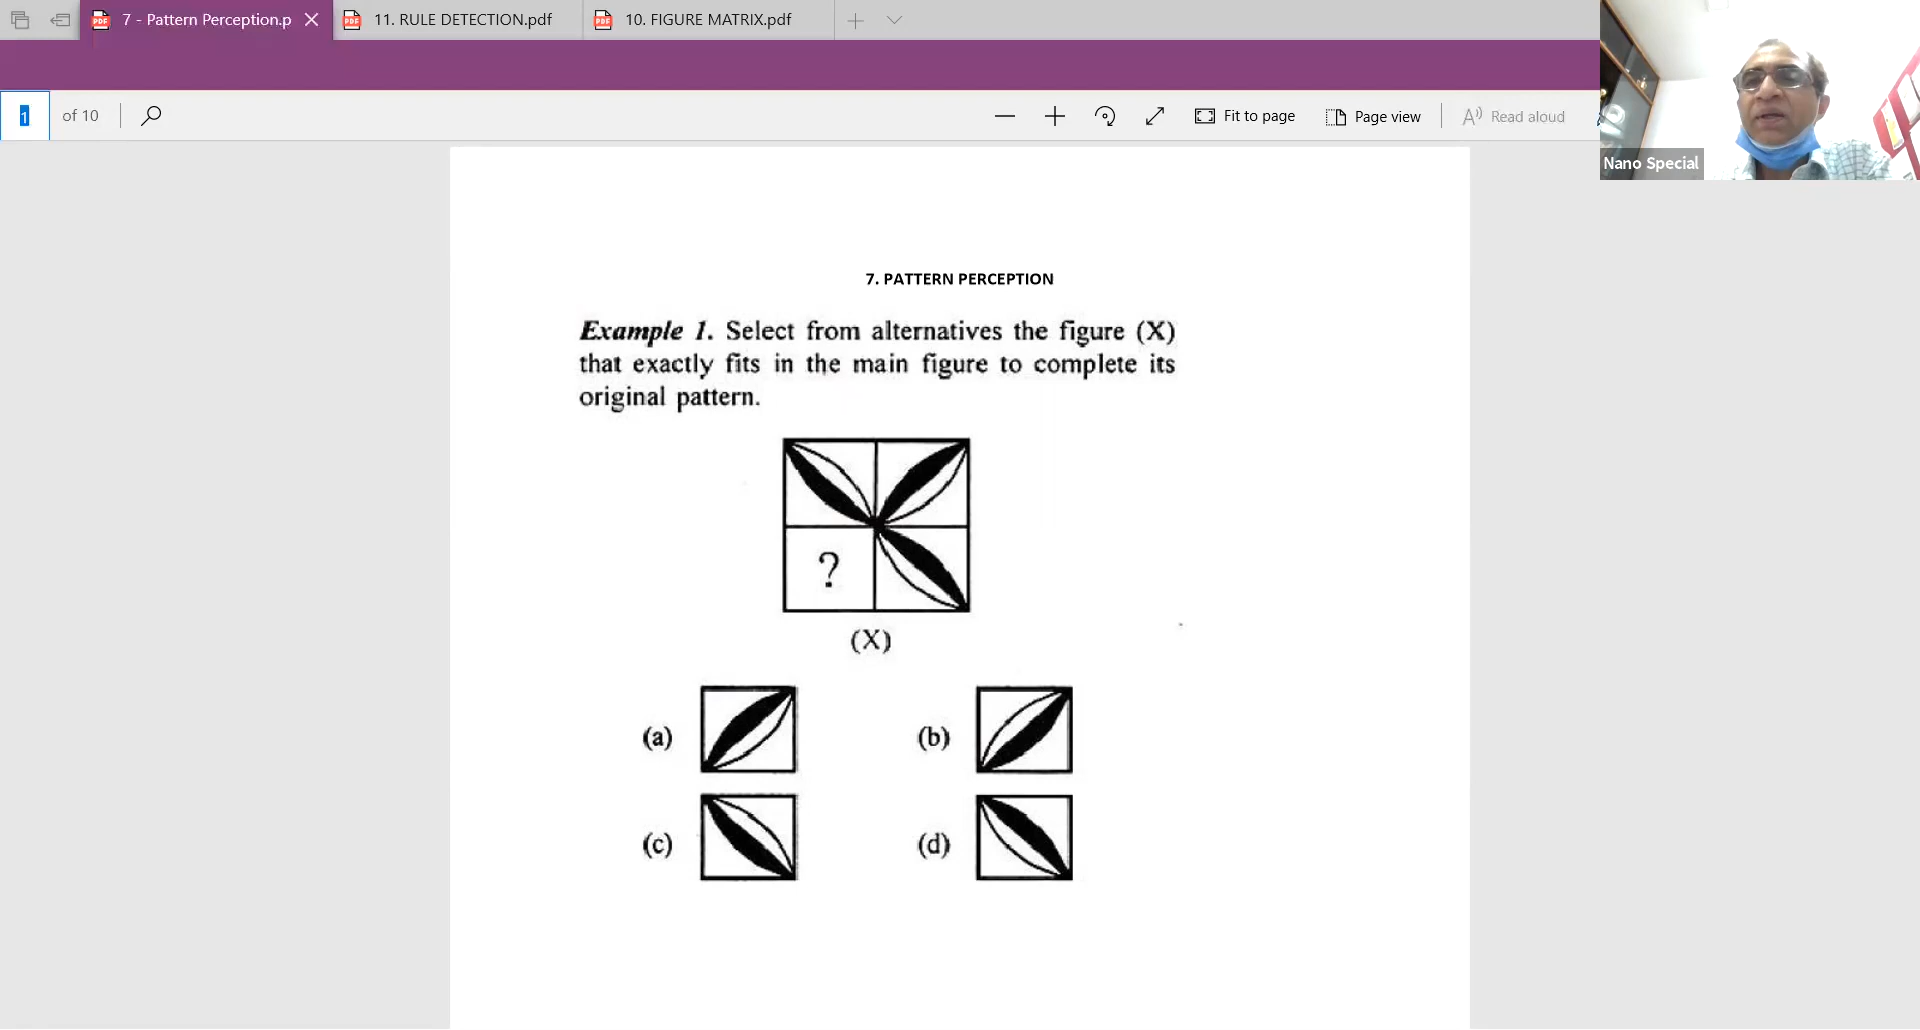 7 - Pattern Perception.p
11. RULE DETECTION.pdf
10. FIGURE MATRIX.pdf
1 of 10
Fit to page
Page view
Read aloud
Nano Special
7. PATTERN PERCEPTION
Example 1. Select from alternatives the figure (X)
that exactly fits in the main figure to complete its
original pattern.
?
(X)
(a)
(b)
(c)
(d)